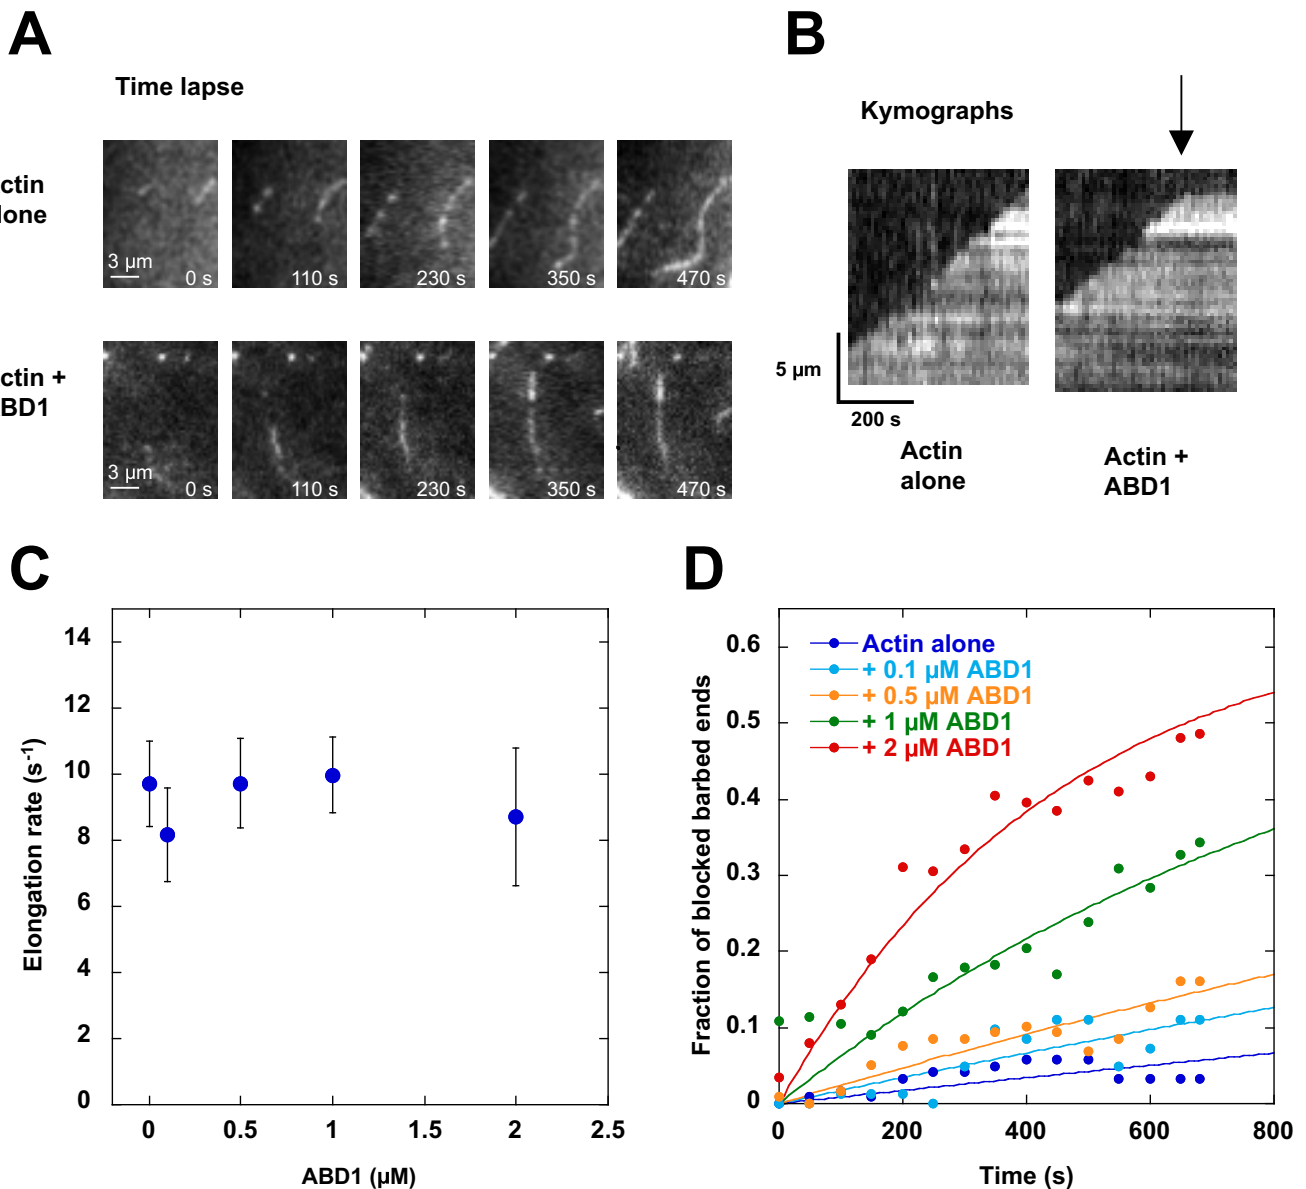 A
B
Time lapse
Kymographs
ctin
lone
3 µm
0 s
110 s
230 s
350 s
470 s
ctin +
BD1
3 µm
0 s
110 s
230 s
350 s
470 s
5 µm
200 s
Actin
alone
Actin +
ABD1
C
D
14
12
10
8
6
4
2
0
Elongation rate (s⁻¹)
0
0.5
1
1.5
2
2.5
ABD1 (µM)
Actin alone
+ 0.1 µM ABD1
+ 0.5 µM ABD1
+ 1 µM ABD1
+ 2 µM ABD1
0.6
0.5
0.4
0.3
0.2
0.1
0
Fraction of blocked barbed ends
0
200
400
600
800
Time (s)